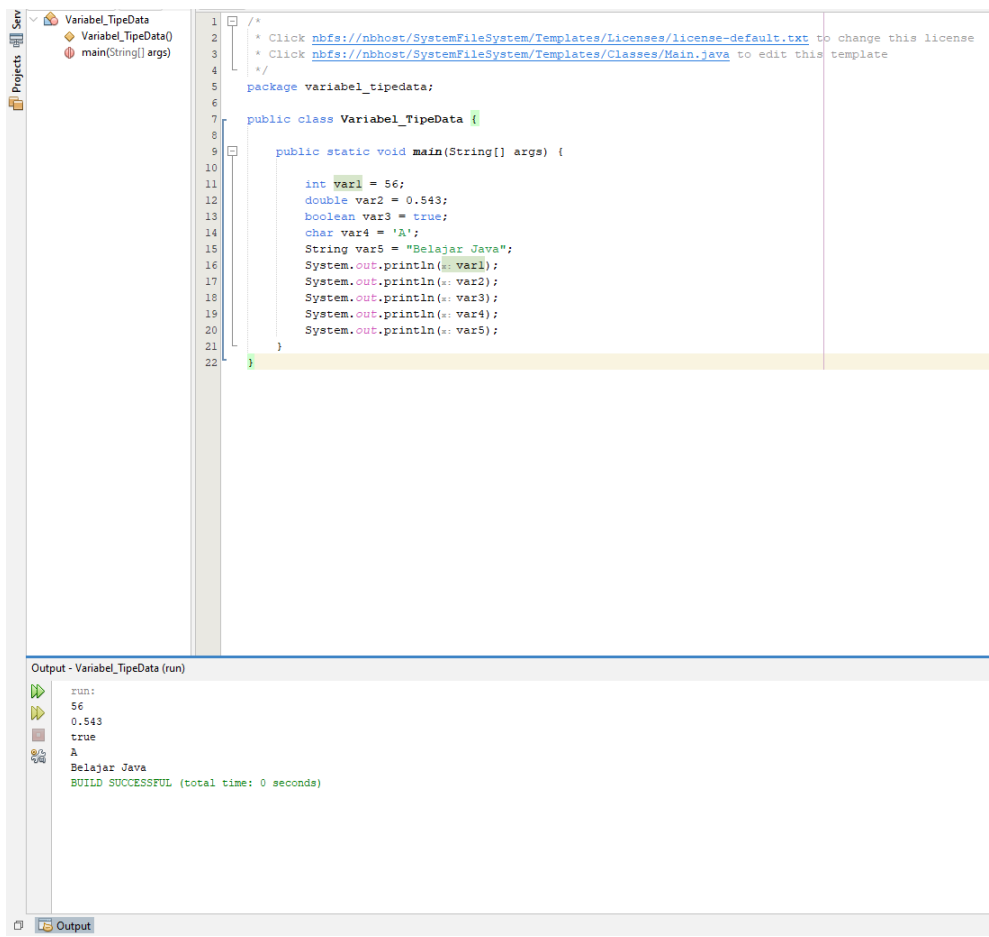 Serv
Projects
Variabel_TipeData
Variabel_TipeData()
main(String[] args)
1 /*
2 * Click nbfs://nbhost/SystemFileSystem/Templates/Licenses/license-default.txt to change this license
3 * Click nbfs://nbhost/SystemFileSystem/Templates/Classes/Main.java to edit this template
4 */
5 package variabel_tipedata;
6
7 public class Variabel_TipeData {
8
9 public static void main(String[] args) {
10
11 int var1 = 56;
12 double var2 = 0.543;
13 boolean var3 = true;
14 char var4 = 'A';
15 String var5 = "Belajar Java";
16 System.out.println(x: var1);
17 System.out.println(x: var2);
18 System.out.println(x: var3);
19 System.out.println(x: var4);
20 System.out.println(x: var5);
21 }
22 }
Output - Variabel_TipeData (run)
run:
56
0.543
true
A
Belajar Java
BUILD SUCCESSFUL (total time: 0 seconds)
Output